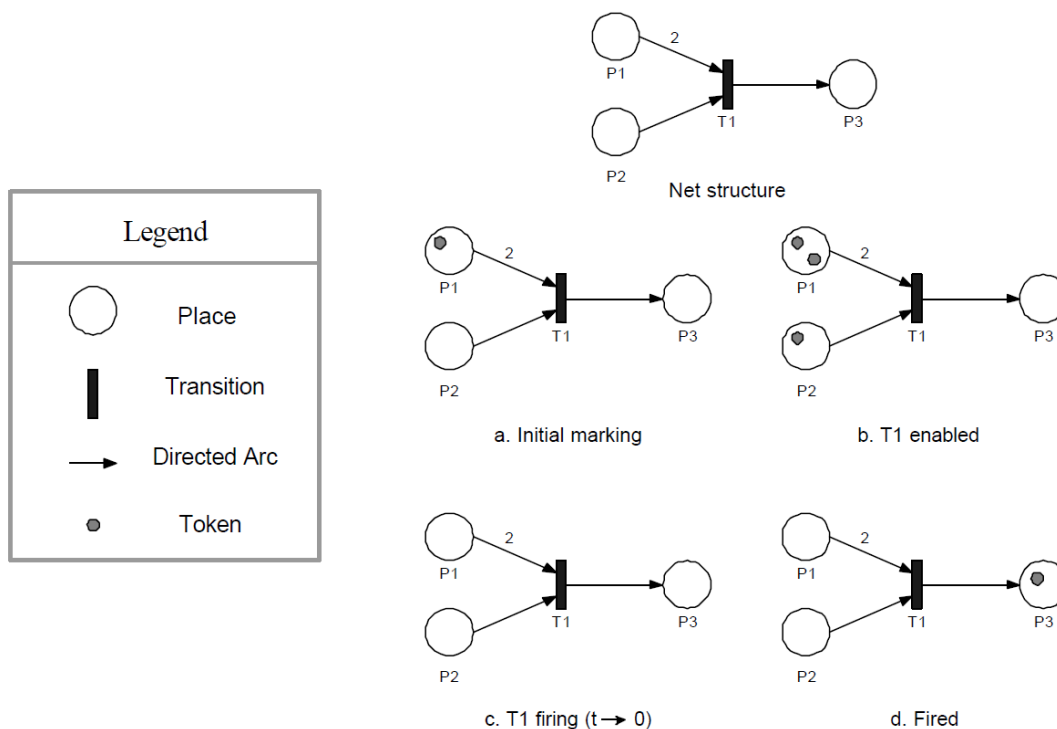 2
P1
T1
P3
P2
Net structure
Legend
Place
Transition
Directed Arc
Token
2
P1
T1
P3
P2
a. Initial marking
2
P1
T1
P3
P2
b. T1 enabled
2
P1
T1
P3
P2
c. T1 firing (t → 0)
2
P1
T1
P3
P2
d. Fired